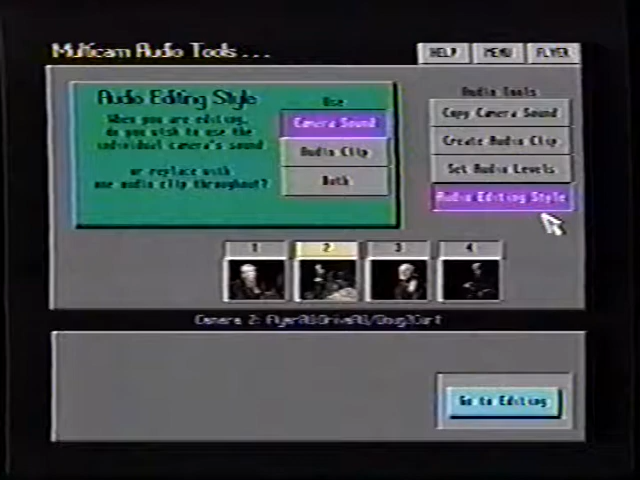 Multicam Audio Tools . . .
HELP
MENU
FLYER
Audio Editing Style
When you are editing,
do you wish to use the
individual camera's sound
or replace with
one audio clip throughout?
Use
Camera Sound
Audio Clip
Both
Audio Tools
Copy Camera Sound
Create Audio Clip
Set Audio Levels
Audio Editing Style
1
2
3
4
Camera 2:
Go to Editing